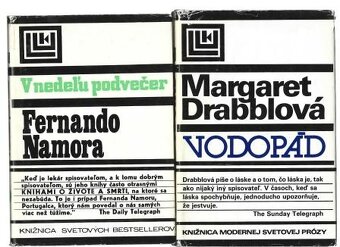 V nedeľu podvečer
Fernando
Namora
„Keď je lekár spisovateľom, a k tomu dobrým
spisovateľom, sú jeho knihy často otrasnými
KNIHAMI O ŽIVOTE A SMRTI, na ktoré sa
nezabúda. To je i prípad Fernanda Namoru,
Portugalca, ktorý nám povedal o nás samých
viac než túžime."
The Daily Telegraph
KNIŽNICA SVETOVÝCH BESTSELLEROV
Margaret
Drabblová
VODOPÁD
Drabblová píše o láske a o tom, čo láska je, tak
ako nijaký iný spisovateľ. V časoch, keď sa
láska spochybňuje, jednoducho upozorňuje,
že jestvuje.
The Sunday Telegraph
KNIŽNICA MODERNEJ SVETOVEJ PRÓZY